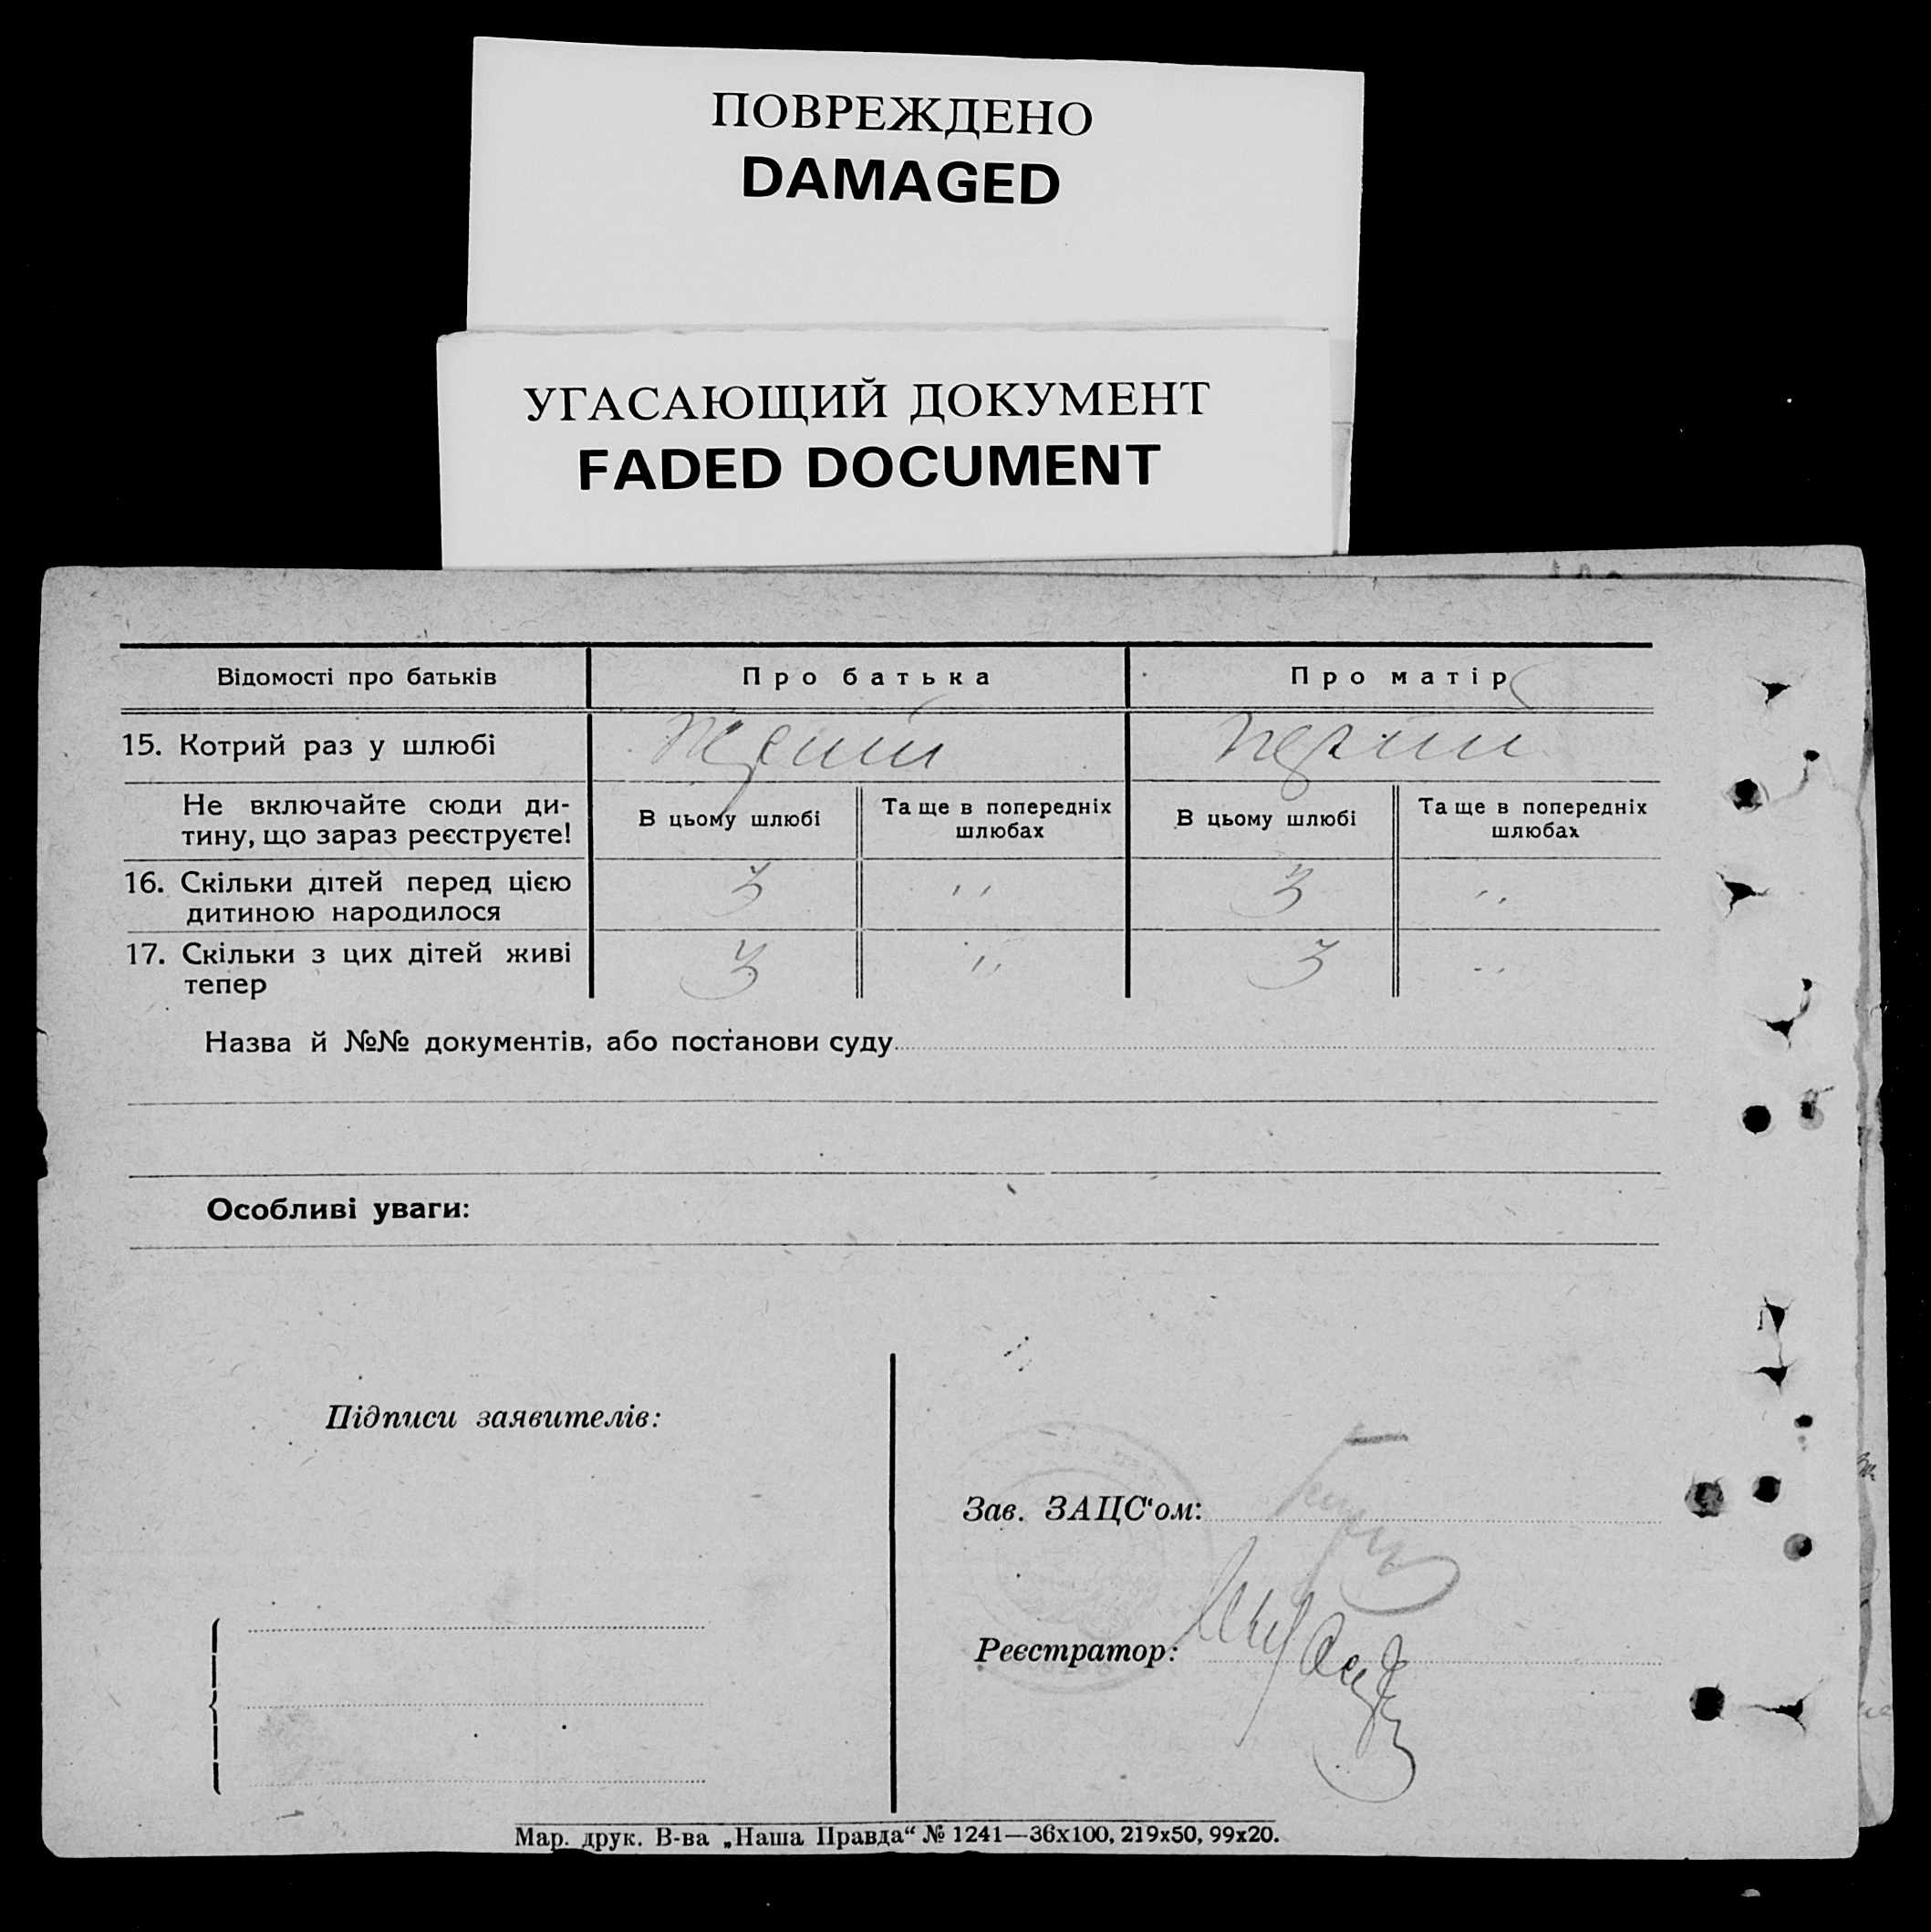 ПОВРЕЖДЕНО
DAMAGED
УГАСАЮЩИЙ ДОКУМЕНТ
FADED DOCUMENT
Відомості про батьків
Про батька
Про матір
15. Котрий раз у шлюбі
Не включайте сюди ди-
тину, що зараз реєструєте!
В цьому шлюбі
Та ще в попередніх
шлюбах
В цьому шлюбі
Та ще в попередніх
шлюбах
16. Скільки дітей перед цією
дитиною народилося
3 " 3 "
17. Скільки з цих дітей живі
тепер
3 " 3 "
Назва й №№ документів, або постанови суду
Особливі уваги:
Підписи заявителів:
Зав. ЗАЦС'ом:
Реєстратор:
Мар. друк. В-ва „Наша Правда“ № 1241—36х100, 219х50, 99х20.